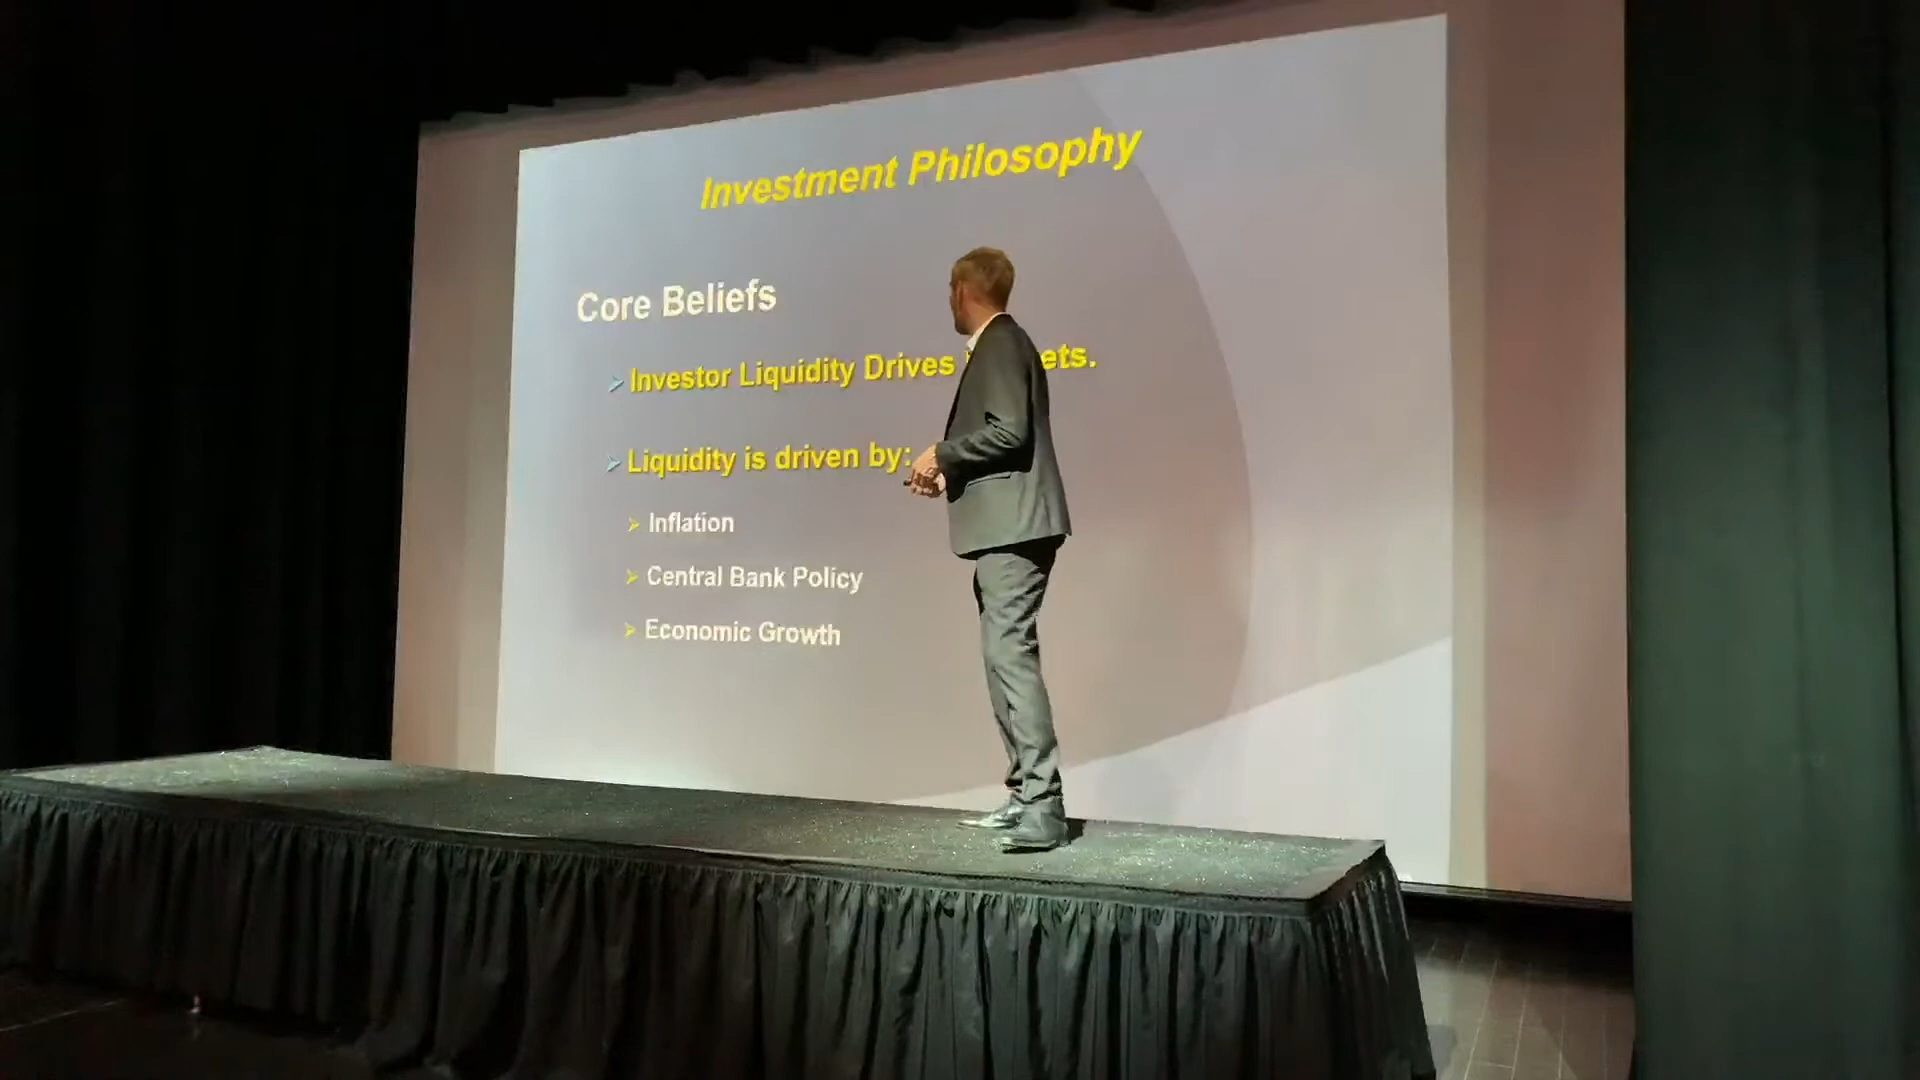 Investment Philosophy
Core Beliefs
Investor Liquidity Drives
Liquidity is driven by:
Inflation
Central Bank Policy
Economic Growth